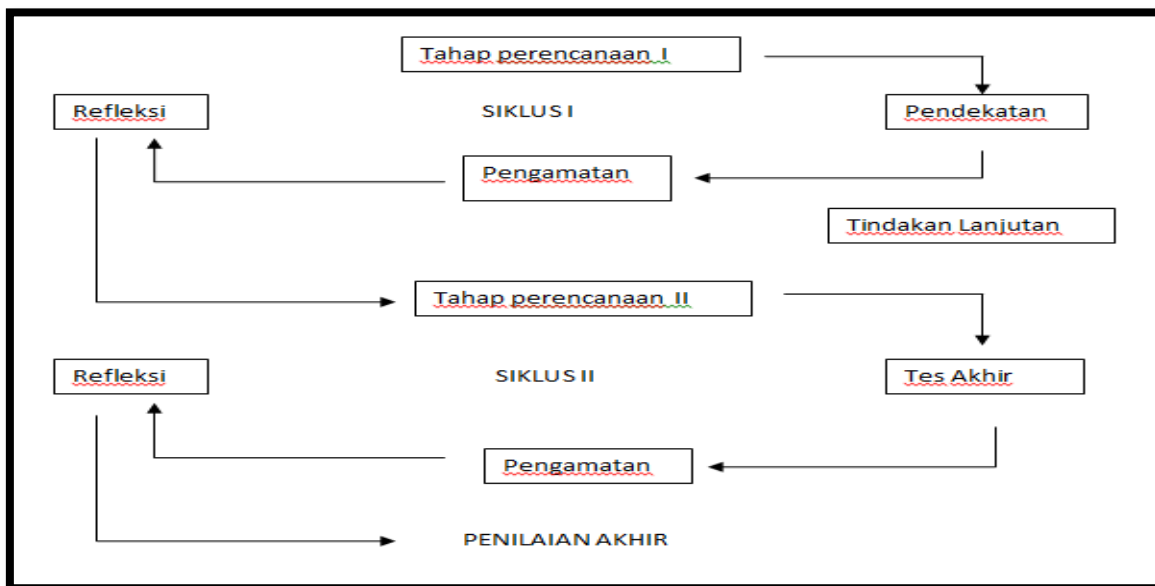 Tahap perencanaan I
Refleksi
SIKLUS I
Pendekatan
Pengamatan
Tindakan Lanjutan
Tahap perencanaan II
Refleksi
SIKLUS II
Tes Akhir
Pengamatan
PENILAIAN AKHIR